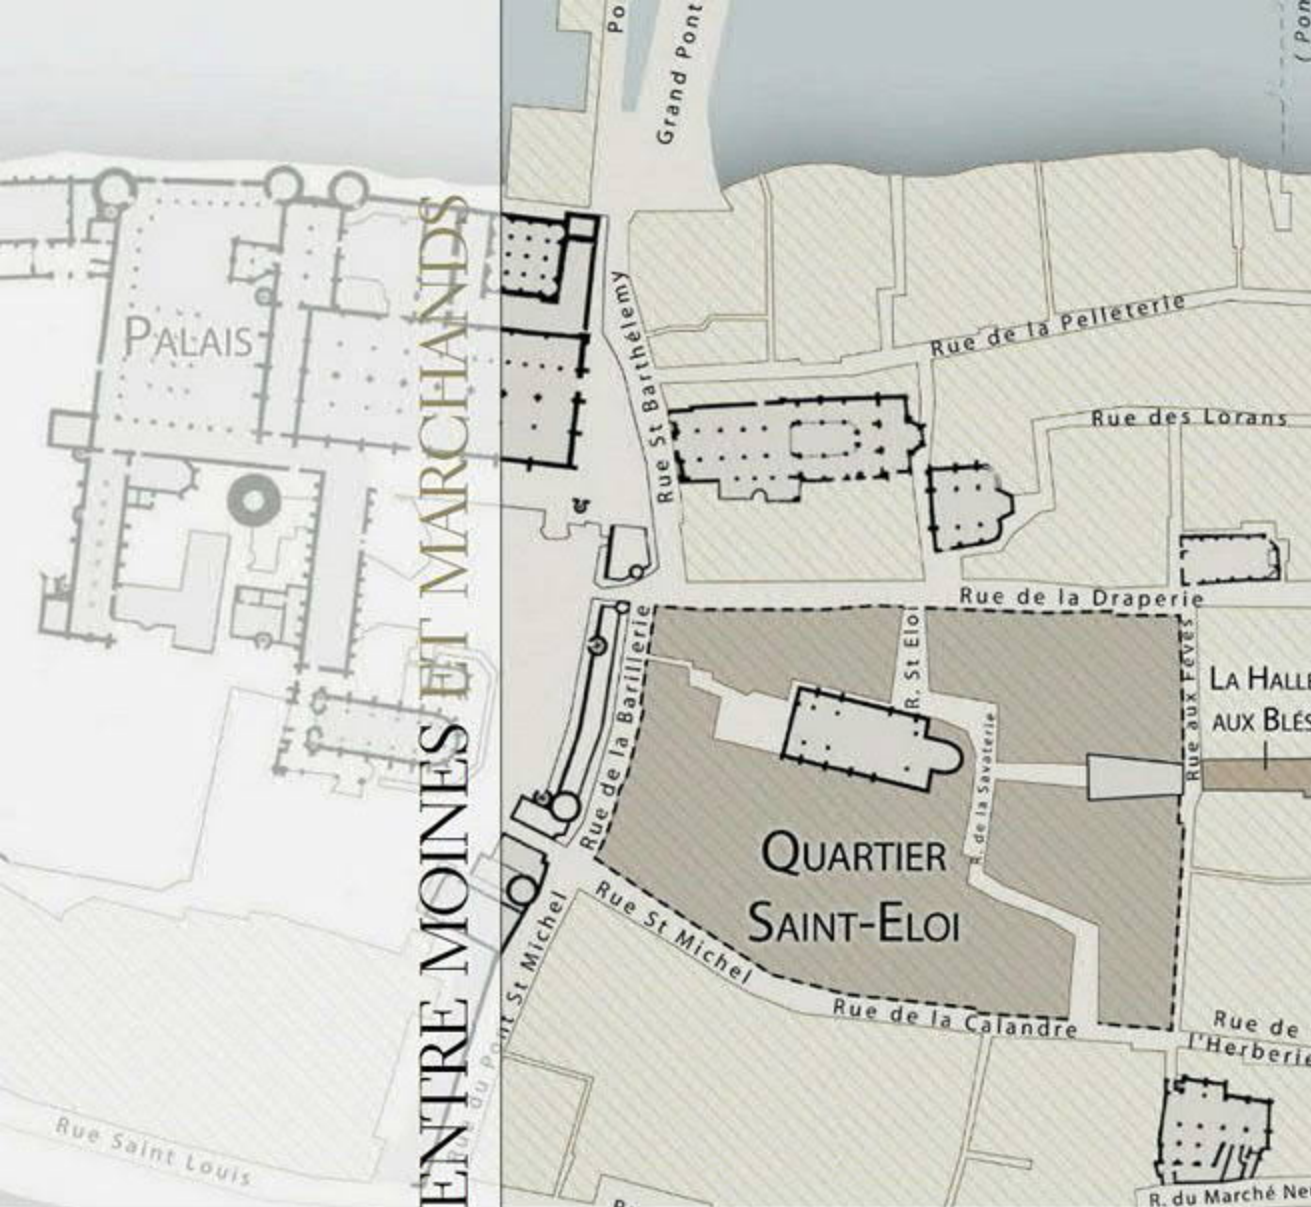 Grand Pont
PALAIS
ENTRE MOINES ET MARCHANDS
Rue St Barthélemy
Rue de la Pelleterie
Rue des Lorans
Rue de la Draperie
R. St Eloi
Rue aux Fèves
LA HALLE
AUX BLÉS
Rue de la Barillerie
R. de la Savaterie
QUARTIER
SAINT-ELOI
Rue St Michel
Rue du Pont St Michel
Rue de la Calandre
Rue de
l'Herberie
Rue Saint Louis
R. du Marché